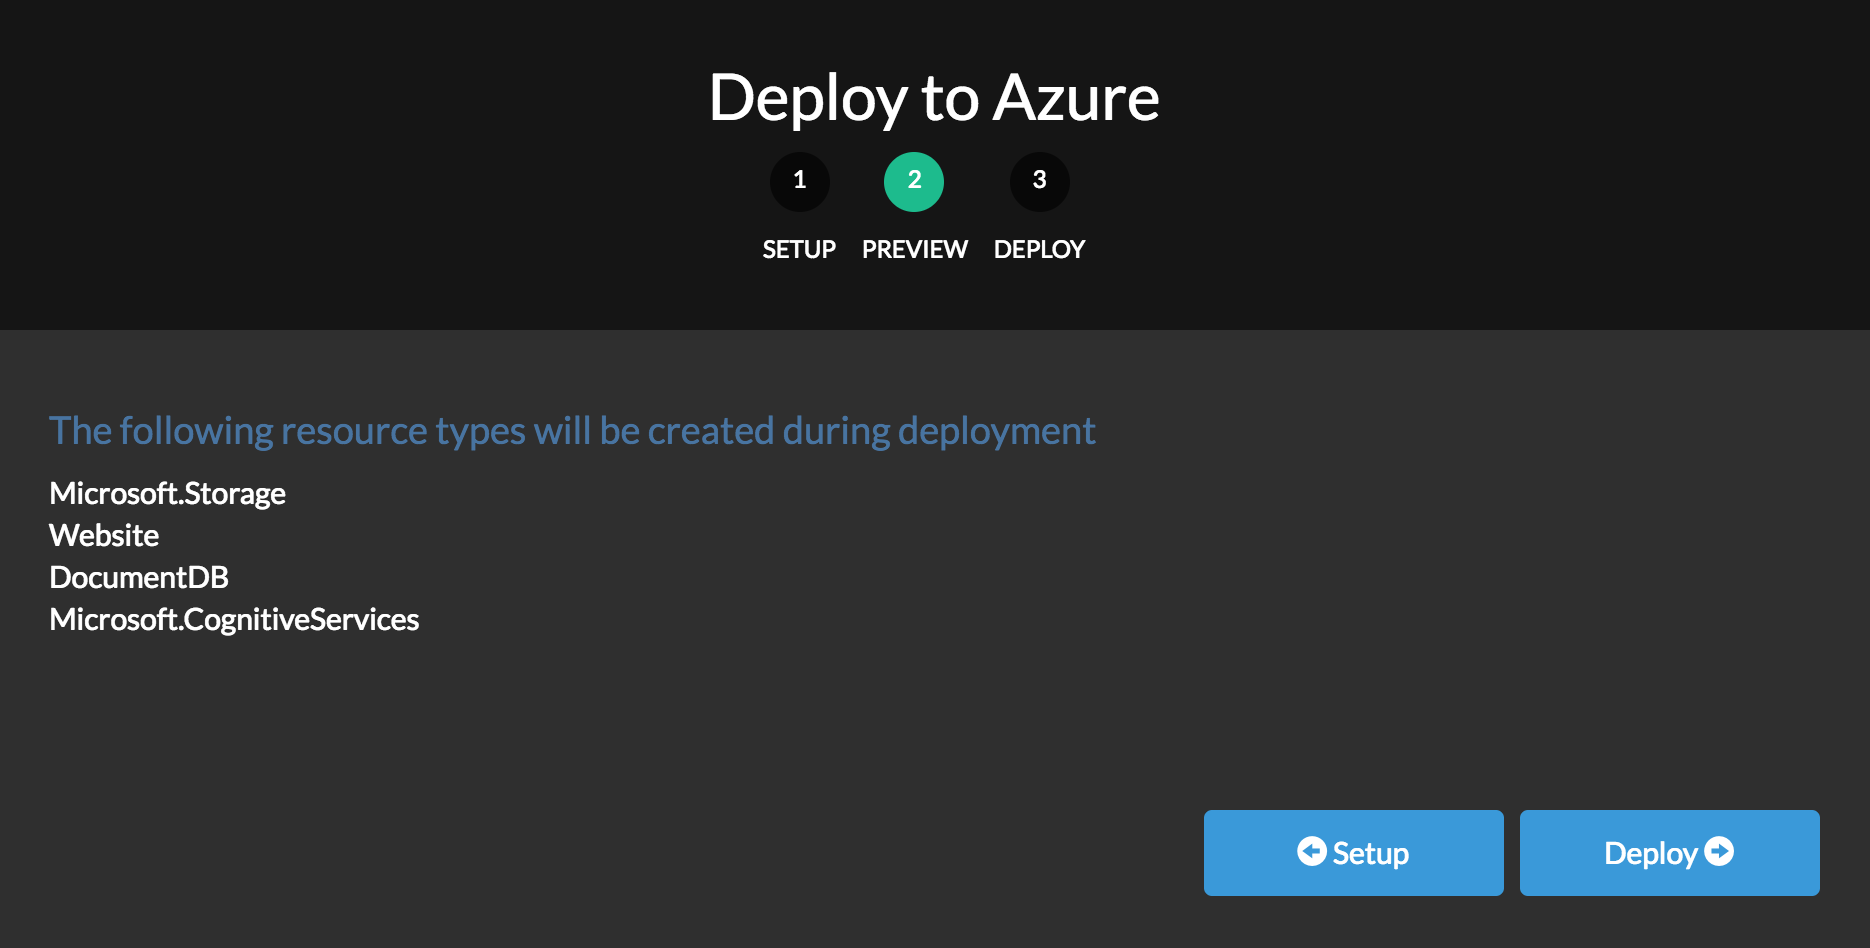 Deploy to Azure
1 2 3
SETUP PREVIEW DEPLOY
The following resource types will be created during deployment
Microsoft.Storage
Website
DocumentDB
Microsoft.CognitiveServices
Setup Deploy